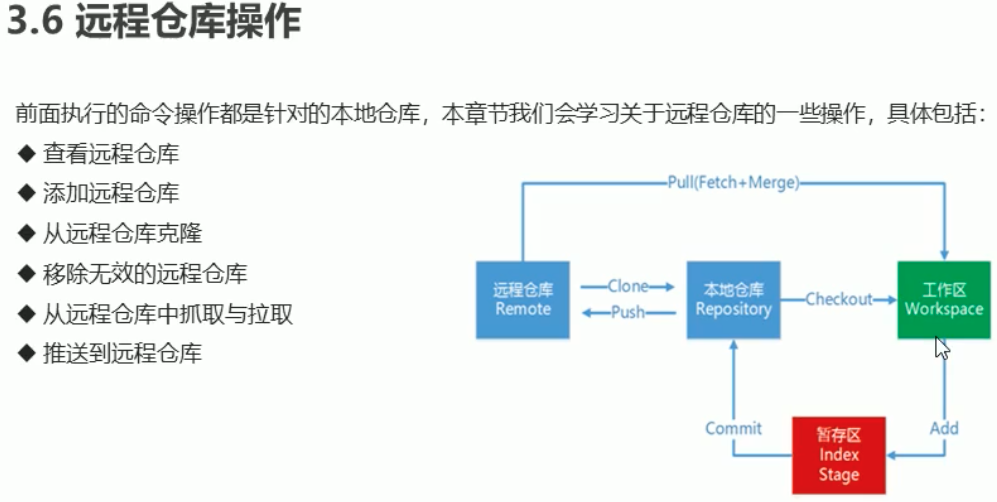 3.6 远程仓库操作
前面执行的命令操作都是针对的本地仓库，本章节我们会学习关于远程仓库的一些操作，具体包括：
◆ 查看远程仓库
◆ 添加远程仓库
◆ 从远程仓库克隆
◆ 移除无效的远程仓库
◆ 从远程仓库中抓取与拉取
◆ 推送到远程仓库
Pull(Fetch+Merge)
远程仓库
Remote
Clone
Push
本地仓库
Repository
Checkout
工作区
Workspace
Commit
暂存区
Index
Stage
Add